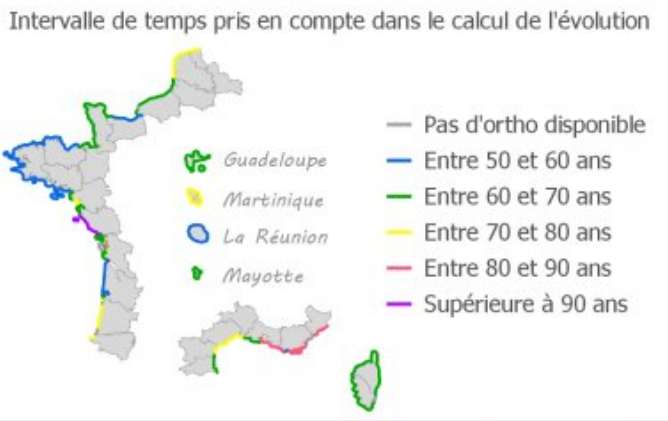 Intervalle de temps pris en compte dans le calcul de l'évolution
Pas d'ortho disponible
Entre 50 et 60 ans
Entre 60 et 70 ans
Entre 70 et 80 ans
Entre 80 et 90 ans
Supérieure à 90 ans
Guadeloupe
Martinique
La Réunion
Mayotte